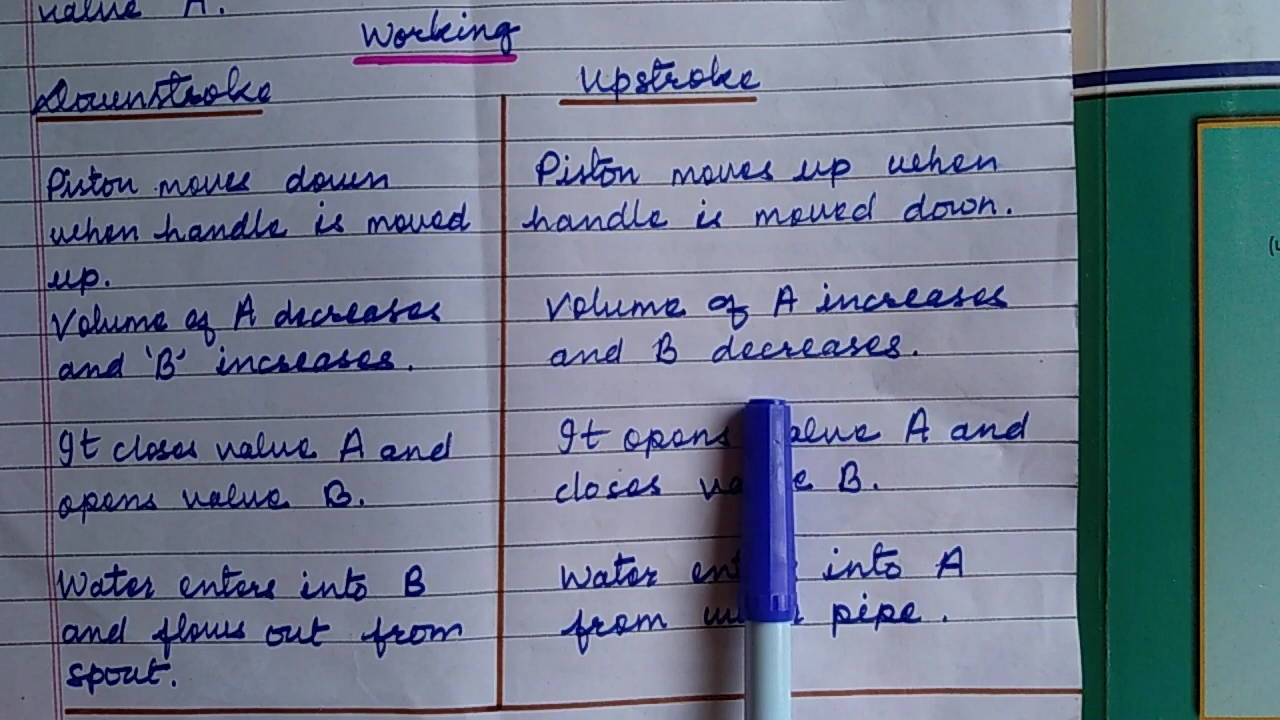 valve A.
Working
Downstroke
Piston moves down
when handle is moved
up.
Volume of A decreases
and 'B' increases.
It closes valve A and
opens valve B.
Water enters into B
and flows out from
spout.
Upstroke
Piston moves up when
handle is moved down.
Volume of A increases
and B decreases.
It opens valve A and
closes valve B.
Water into A
from pipe.